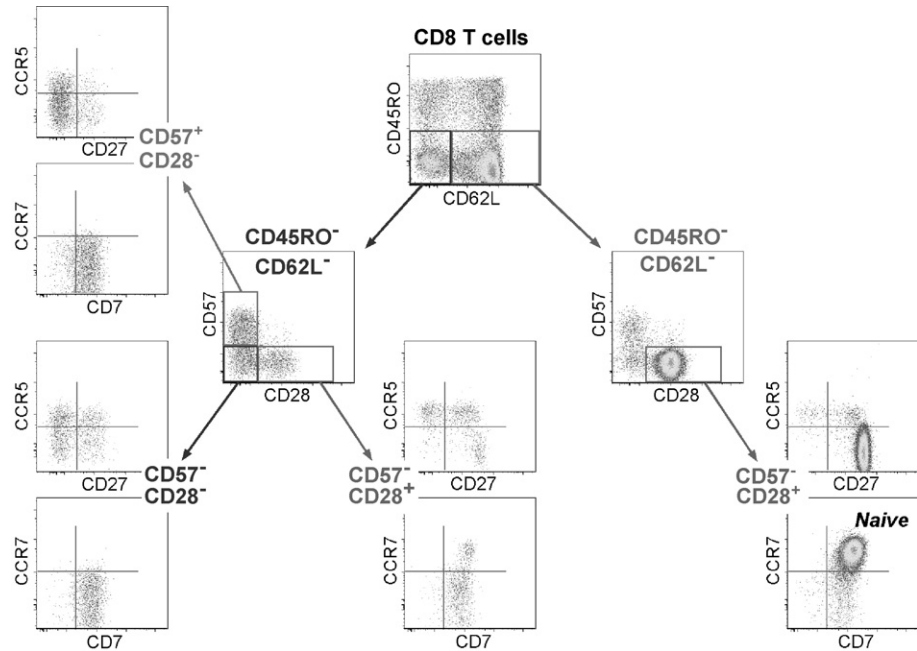 CD8 T cells
CD45RO
CD62L
CCR5
CD27
CD57⁺
CD28⁻
CCR7
CD7
CD45RO⁻
CD62L⁻
CD57
CD28
CD45RO⁻
CD62L⁻
CD57
CD28
CCR5
CD27
CD57⁻
CD28⁻
CCR7
CD7
CCR5
CD27
CD57⁻
CD28⁺
CCR7
CD7
CCR5
CD27
CD57⁻
CD28⁺
Naive
CCR7
CD7